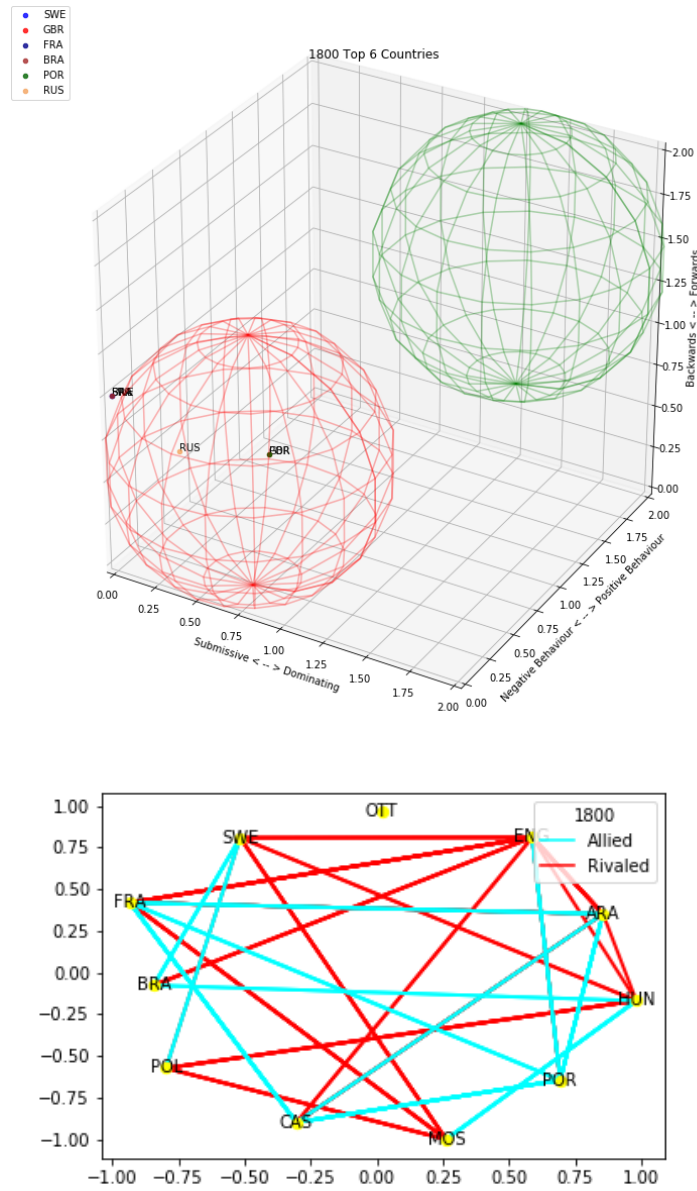 SWE
GBR
FRA
BRA
POR
RUS
1800 Top 6 Countries
2.00
1.75
1.50
1.25
1.00
0.75
0.50
0.25
0.00
Backwards < -- > Forwards
RUS
0.00
0.25
0.50
0.75
1.00
1.25
1.50
1.75
2.00
Submissive < -- > Dominating
0.00
0.25
0.50
0.75
1.00
1.25
1.50
1.75
2.00
Negative Behaviour < -- > Positive Behaviour
1800
Allied
Rivaled
OTT
SWE
ENG
FRA
ARA
BRA
HUN
POL
POR
CAS
MOS
1.00
0.75
0.50
0.25
0.00
−0.25
−0.50
−0.75
−1.00
−1.00 −0.75 −0.50 −0.25 0.00 0.25 0.50 0.75 1.00